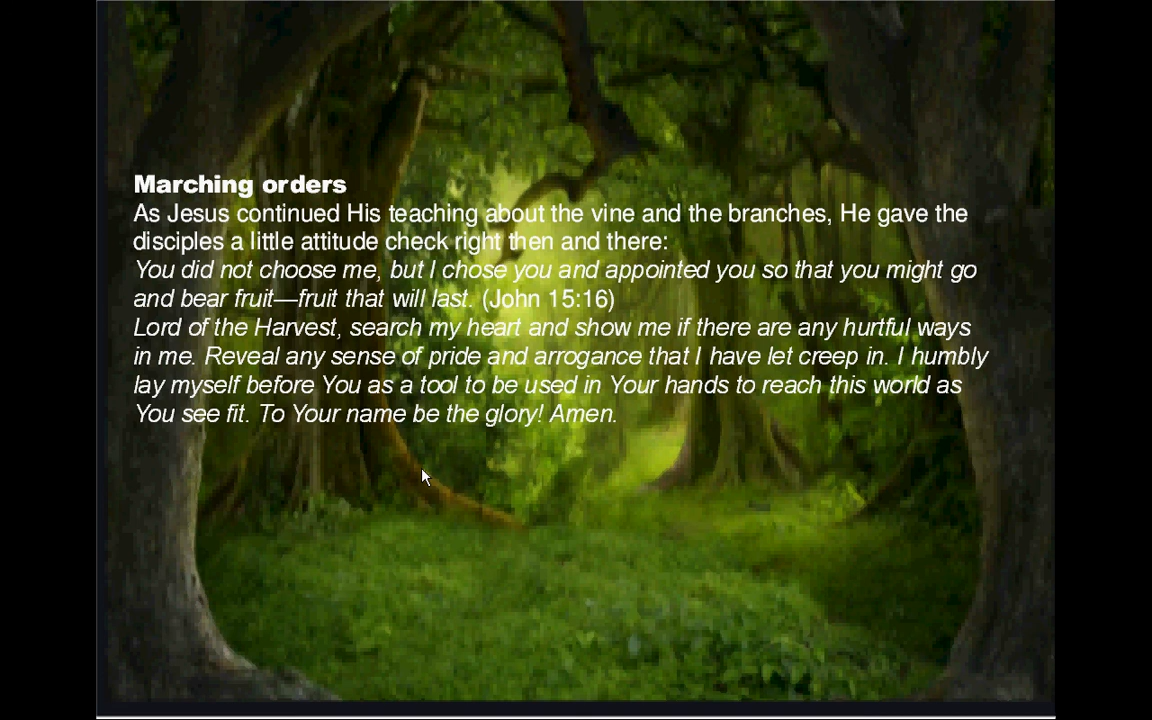 Marching orders
As Jesus continued His teaching about the vine and the branches, He gave the
disciples a little attitude check right then and there:
You did not choose me, but I chose you and appointed you so that you might go
and bear fruit—fruit that will last. (John 15:16)
Lord of the Harvest, search my heart and show me if there are any hurtful ways
in me. Reveal any sense of pride and arrogance that I have let creep in. I humbly
lay myself before You as a tool to be used in Your hands to reach this world as
You see fit. To Your name be the glory! Amen.